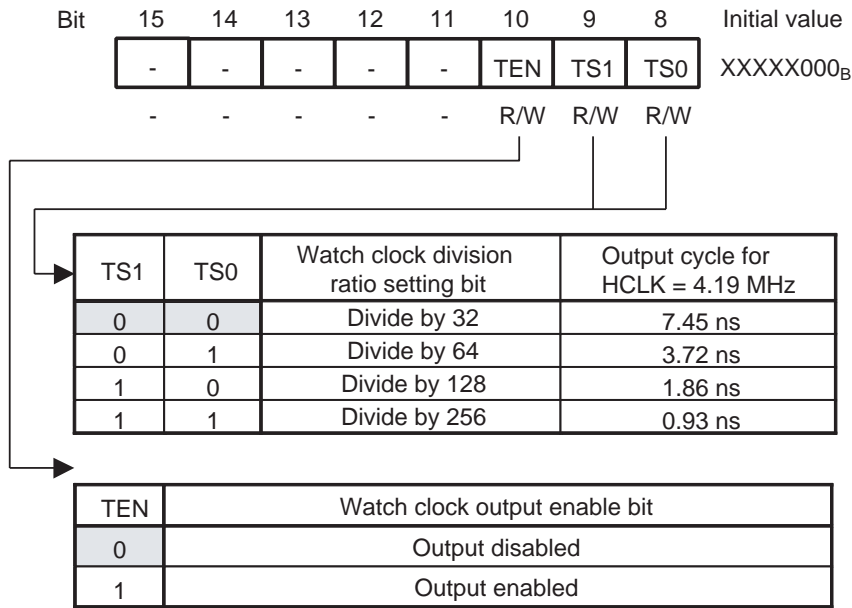 Bit 15 14 13 12 11 10 9 8 Initial value
- - - - - TEN TS1 TS0 XXXXX000B
- - - - - R/W R/W R/W
TS1 TS0 Watch clock division ratio setting bit Output cycle for HCLK = 4.19 MHz
0 0 Divide by 32 7.45 ns
0 1 Divide by 64 3.72 ns
1 0 Divide by 128 1.86 ns
1 1 Divide by 256 0.93 ns
TEN Watch clock output enable bit
0 Output disabled
1 Output enabled